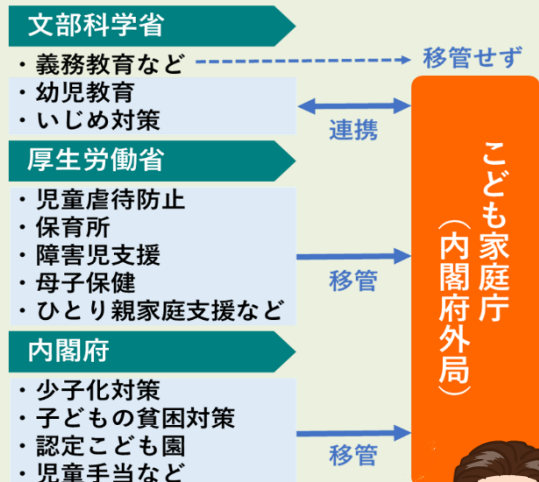 文部科学省
・義務教育など
移管せず
・幼児教育
・いじめ対策
連携
厚生労働省
・児童虐待防止
・保育所
・障害児支援
・母子保健
・ひとり親家庭支援など
移管
内閣府
・少子化対策
・子どもの貧困対策
・認定こども園
・児童手当など
移管
こども家庭庁
（内閣府外局）